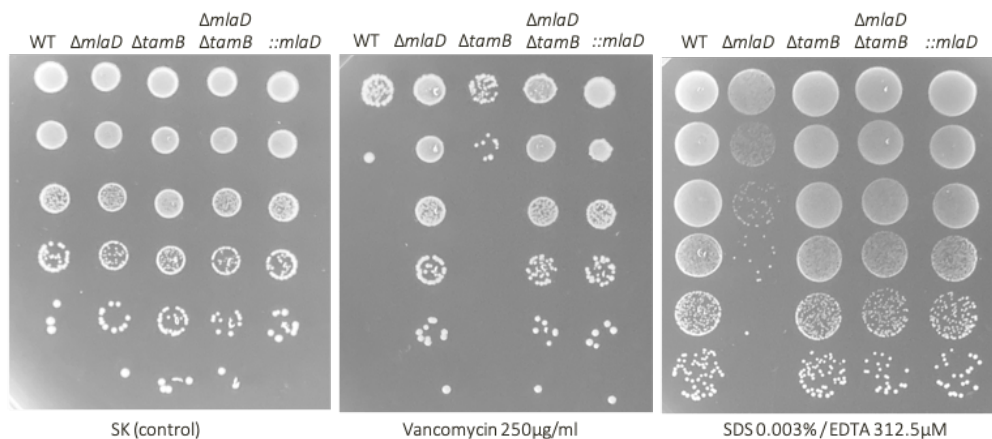 ΔmlaD
WT ΔmlaD ΔtamB ΔtamB ::mlaD
SK (control)
ΔmlaD
WT ΔmlaD ΔtamB ΔtamB ::mlaD
Vancomycin 250µg/ml
ΔmlaD
WT ΔmlaD ΔtamB ΔtamB ::mlaD
SDS 0.003% / EDTA 312.5µM